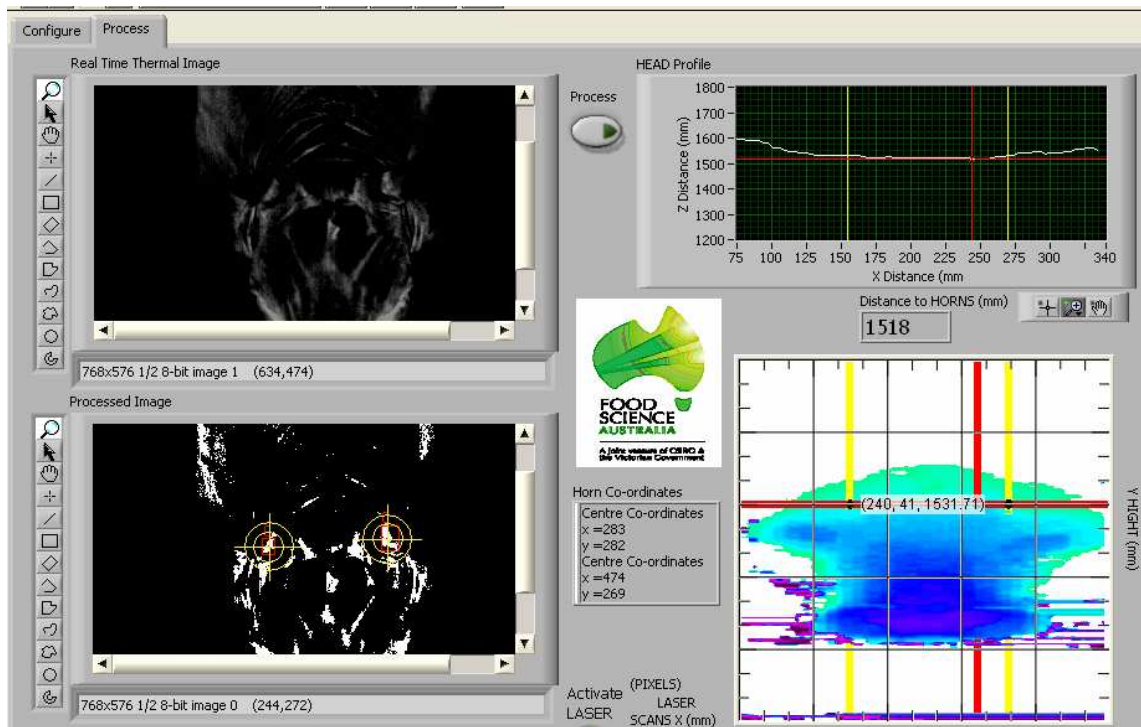 Configure
Process
Real Time Thermal Image
768x576 1/2 8-bit image 1 (634,474)
Processed Image
768x576 1/2 8-bit image 0 (244,272)
Process
HEAD Profile
Z Distance (mm)
1800
1700
1600
1500
1400
1300
1200
75 100 125 150 175 200 225 250 275 300 340
X Distance (mm
Distance to HORNS (mm)
1518
FOOD
SCIENCE
AUSTRALIA
A joint venture of CSIRO &
the Victorian Government
Horn Co-ordinates
Centre Co-ordinates
x =283
y =282
Centre Co-ordinates
x =474
y =269
(240, 41, 1531.71)
Y HIGHT (mm)
Activate
LASER
(PIXELS)
LASER
SCANS X (mm)